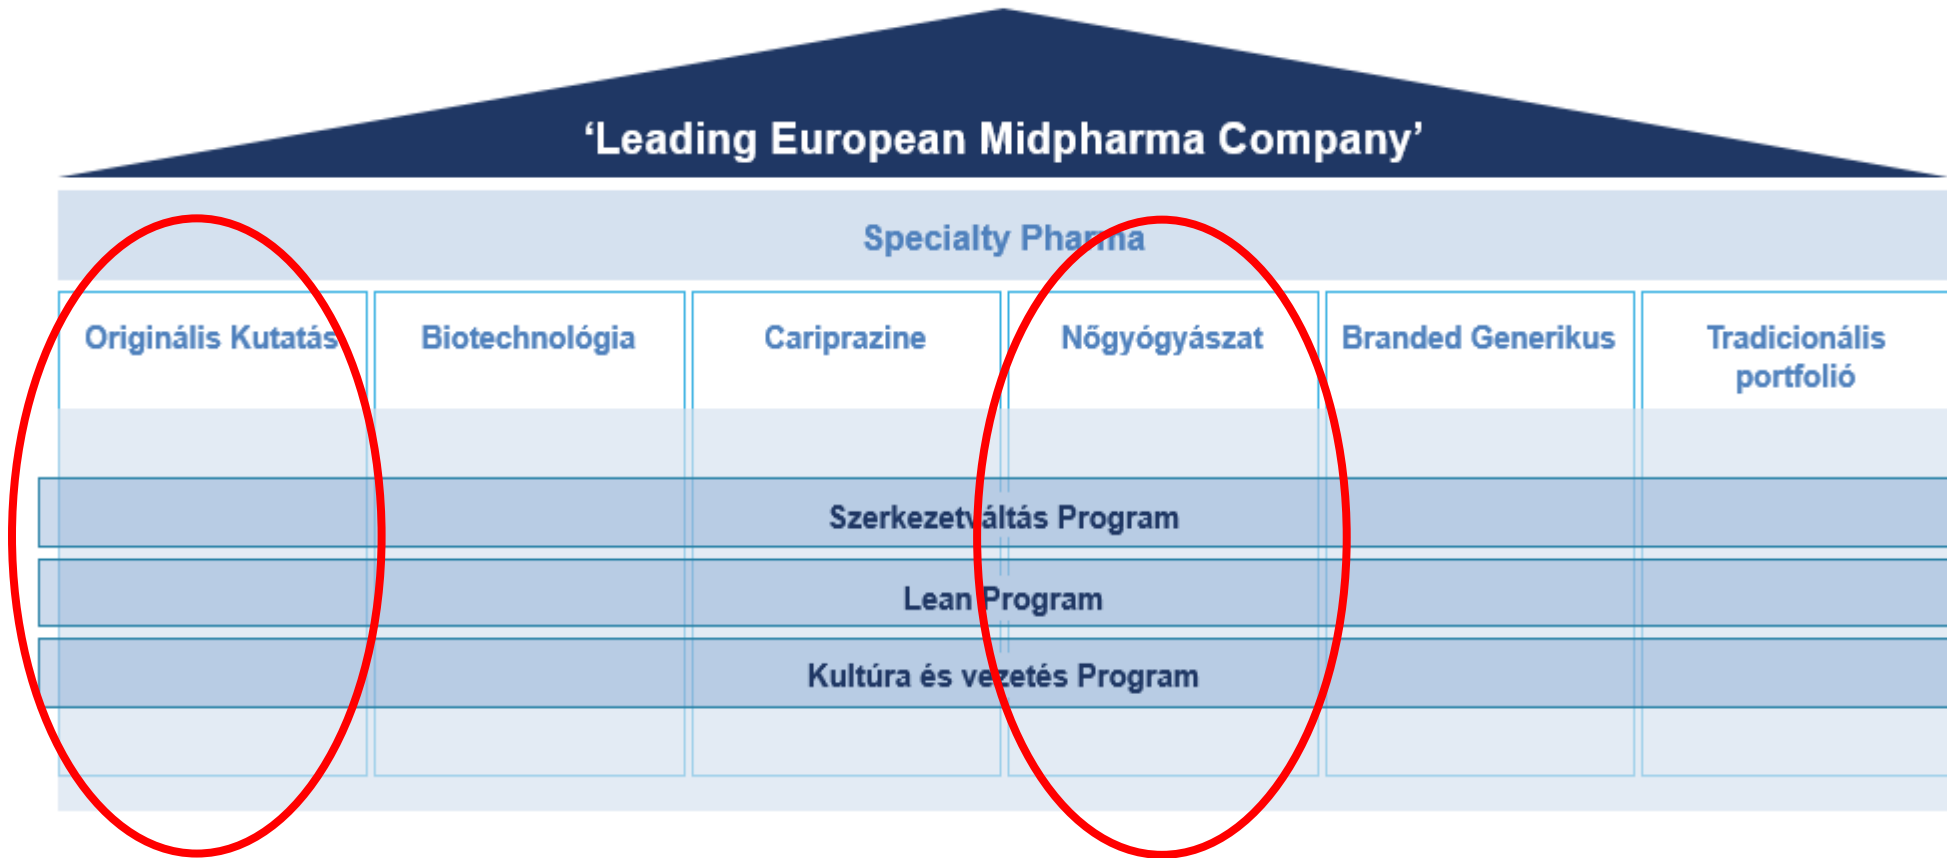 ‘Leading European Midpharma Company’
Specialty Pharma
Originális Kutatás
Biotechnológia
Cariprazine
Nőgyógyászat
Branded Generikus
Tradicionális
portfolió
Szerkezetváltás Program
Lean Program
Kultúra és vezetés Program